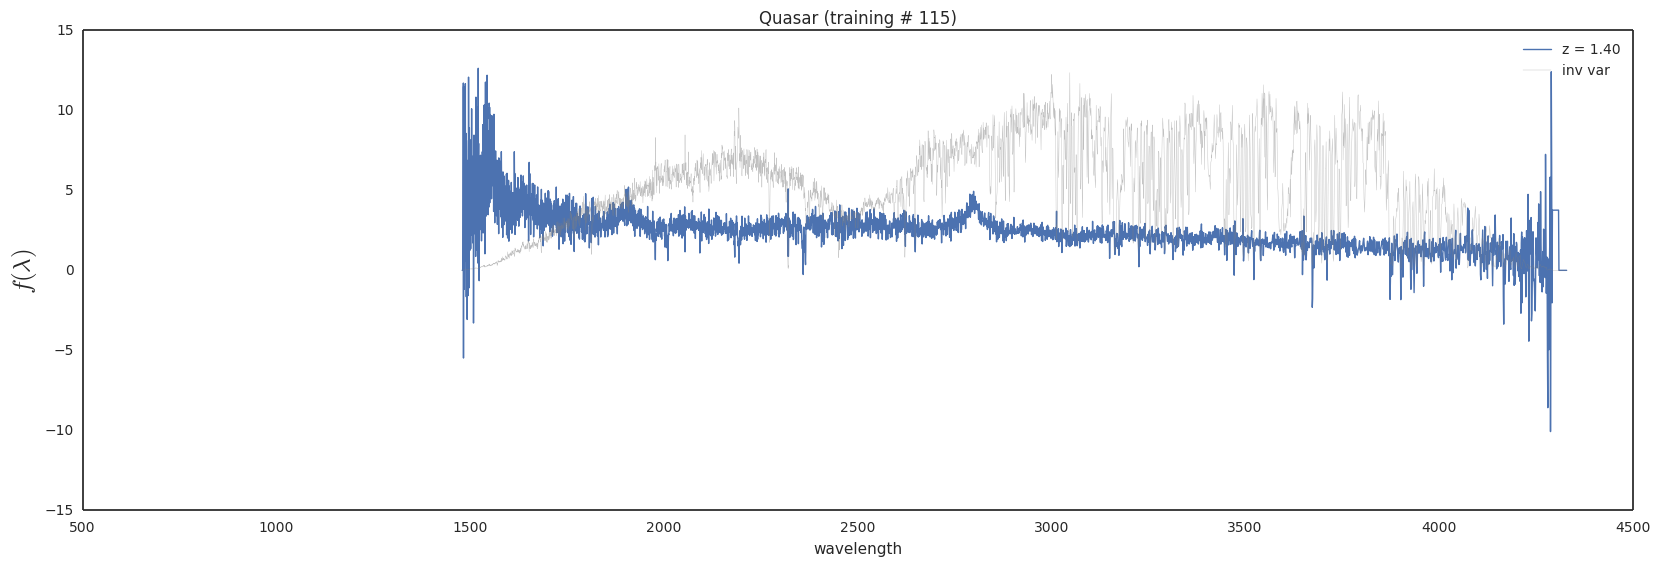 Quasar (training # 115)
z = 1.40
inv var
15
10
5
0
−5
−10
−15
f(λ)
500 1000 1500 2000 2500 3000 3500 4000 4500
wavelength